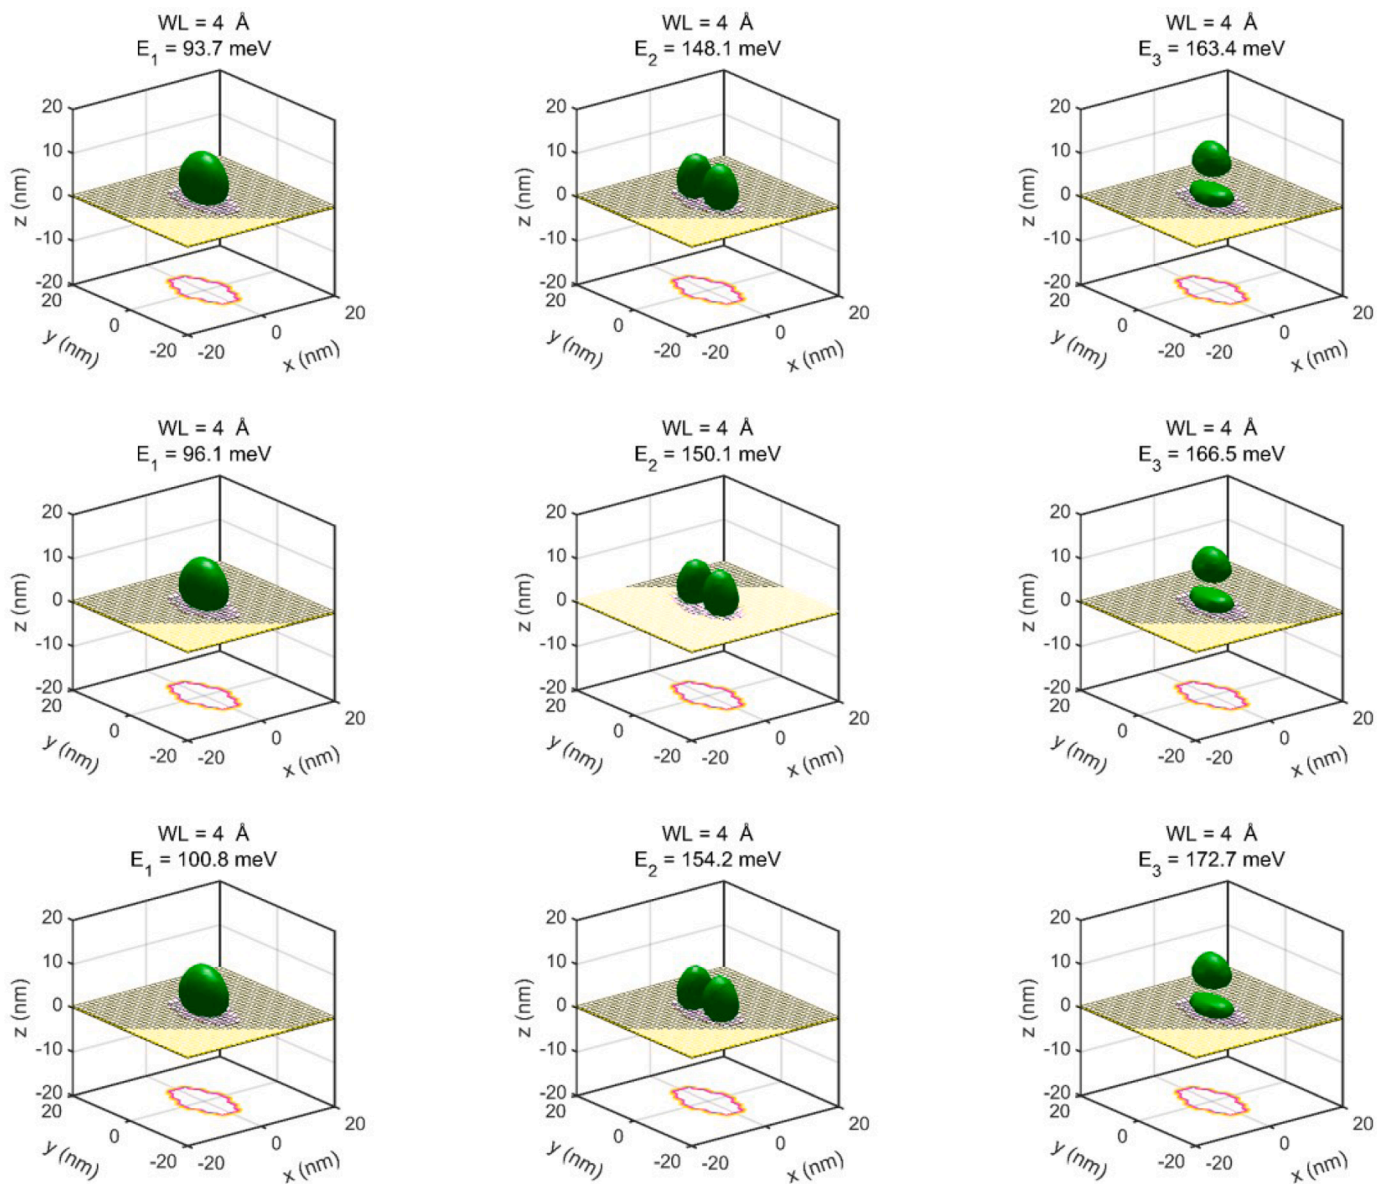 WL = 4 Å
E1 = 93.7 meV
20
10
0
-10
-20
z (nm)
20
0
-20
y (nm)
-20
0
20
x (nm)
WL = 4 Å
E2 = 148.1 meV
20
10
0
-10
-20
z (nm)
20
0
-20
y (nm)
-20
0
20
x (nm)
WL = 4 Å
E3 = 163.4 meV
20
10
0
-10
-20
z (nm)
20
0
-20
y (nm)
-20
0
20
x (nm)
WL = 4 Å
E1 = 96.1 meV
20
10
0
-10
-20
z (nm)
20
0
-20
y (nm)
-20
0
20
x (nm)
WL = 4 Å
E2 = 150.1 meV
20
10
0
-10
-20
z (nm)
20
0
-20
y (nm)
-20
0
20
x (nm)
WL = 4 Å
E3 = 166.5 meV
20
10
0
-10
-20
z (nm)
20
0
-20
y (nm)
-20
0
20
x (nm)
WL = 4 Å
E1 = 100.8 meV
20
10
0
-10
-20
z (nm)
20
0
-20
y (nm)
-20
0
20
x (nm)
WL = 4 Å
E2 = 154.2 meV
20
10
0
-10
-20
z (nm)
20
0
-20
y (nm)
-20
0
20
x (nm)
WL = 4 Å
E3 = 172.7 meV
20
10
0
-10
-20
z (nm)
20
0
-20
y (nm)
-20
0
20
x (nm)